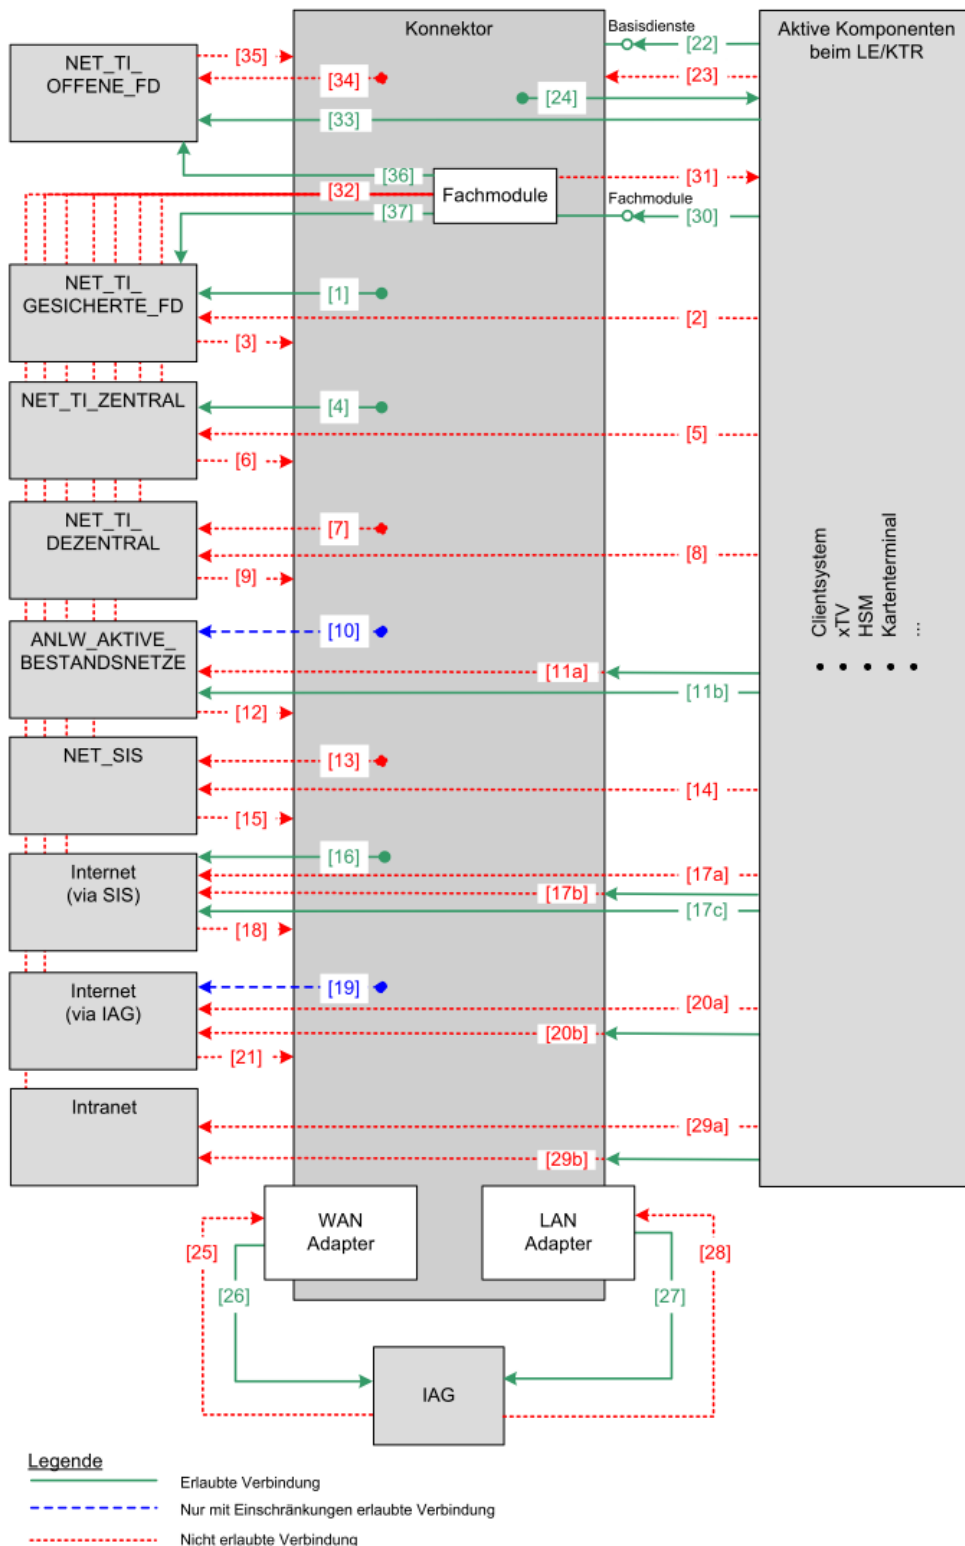 Konnektor
Aktive Komponenten
beim LE/KTR
Basisdienste
NET_TI_
OFFENE_FD
[35]
[34]
[22]
[23]
[24]
[33]
[36]
[32]
[37]
Fachmodule
[31]
Fachmodule
[30]
NET_TI_
GESICHERTE_FD
[1]
[2]
[3]
NET_TI_ZENTRAL
[4]
[5]
[6]
NET_TI_
DEZENTRAL
[7]
[8]
[9]
ANLW_AKTIVE_
BESTANDSNETZE
[10]
[11a]
[11b]
[12]
• Clientsystem
• xTV
• HSM
• Kartenterminal
• ...
NET_SIS
[13]
[14]
[15]
Internet
(via SIS)
[16]
[17a]
[17b]
[17c]
[18]
Internet
(via IAG)
[19]
[20a]
[20b]
[21]
Intranet
[29a]
[29b]
WAN
Adapter
LAN
Adapter
[25]
[26]
[27]
[28]
IAG
Legende
Erlaubte Verbindung
Nur mit Einschränkungen erlaubte Verbindung
Nicht erlaubte Verbindung